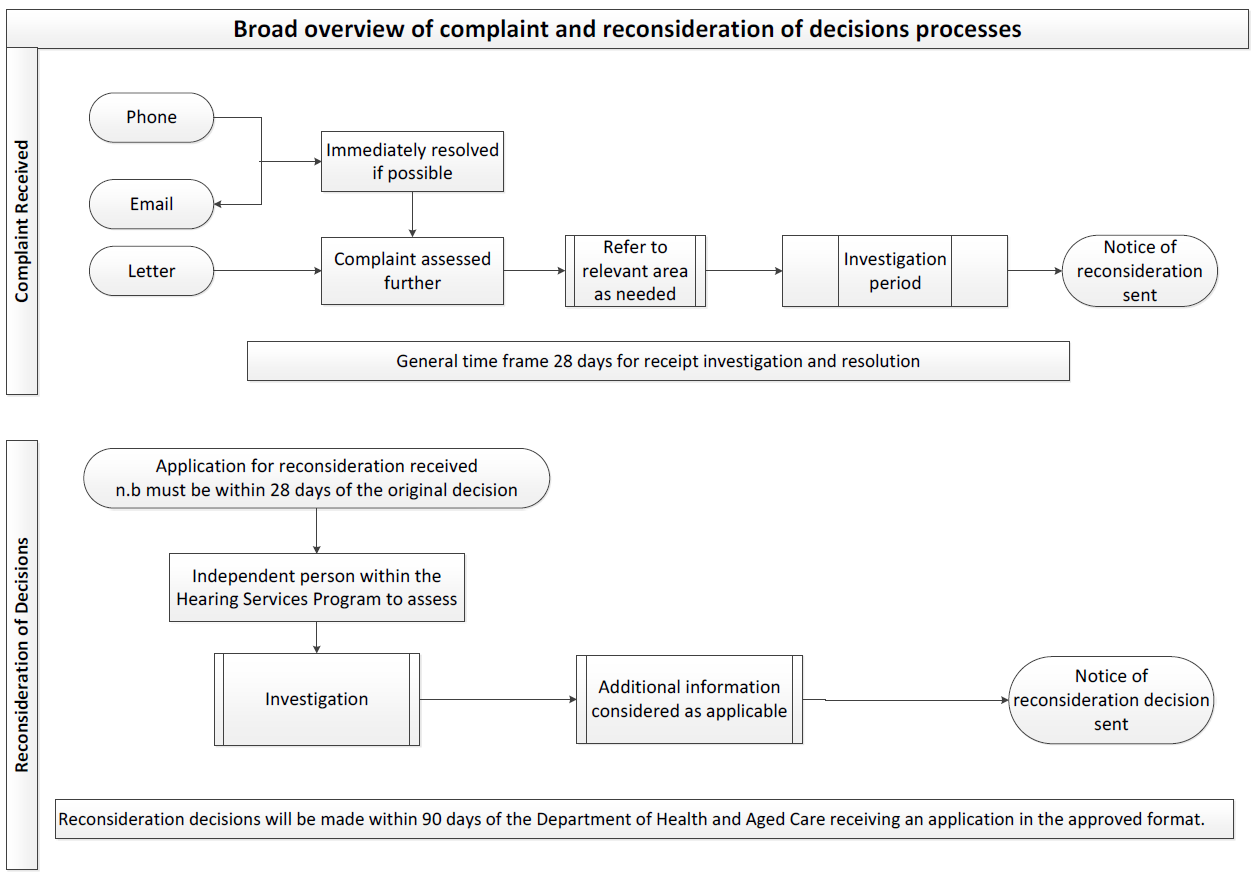 Broad overview of complaint and reconsideration of decisions processes
Complaint Received
Phone
Email
Letter
Immediately resolved
if possible
Complaint assessed
further
Refer to
relevant area
as needed
Investigation
period
Notice of
reconsideration
sent
General time frame 28 days for receipt investigation and resolution
Reconsideration of Decisions
Application for reconsideration received
n.b must be within 28 days of the original decision
Independent person within the
Hearing Services Program to assess
Investigation
Additional information
considered as applicable
Notice of
reconsideration decision
sent
Reconsideration decisions will be made within 90 days of the Department of Health and Aged Care receiving an application in the approved format.